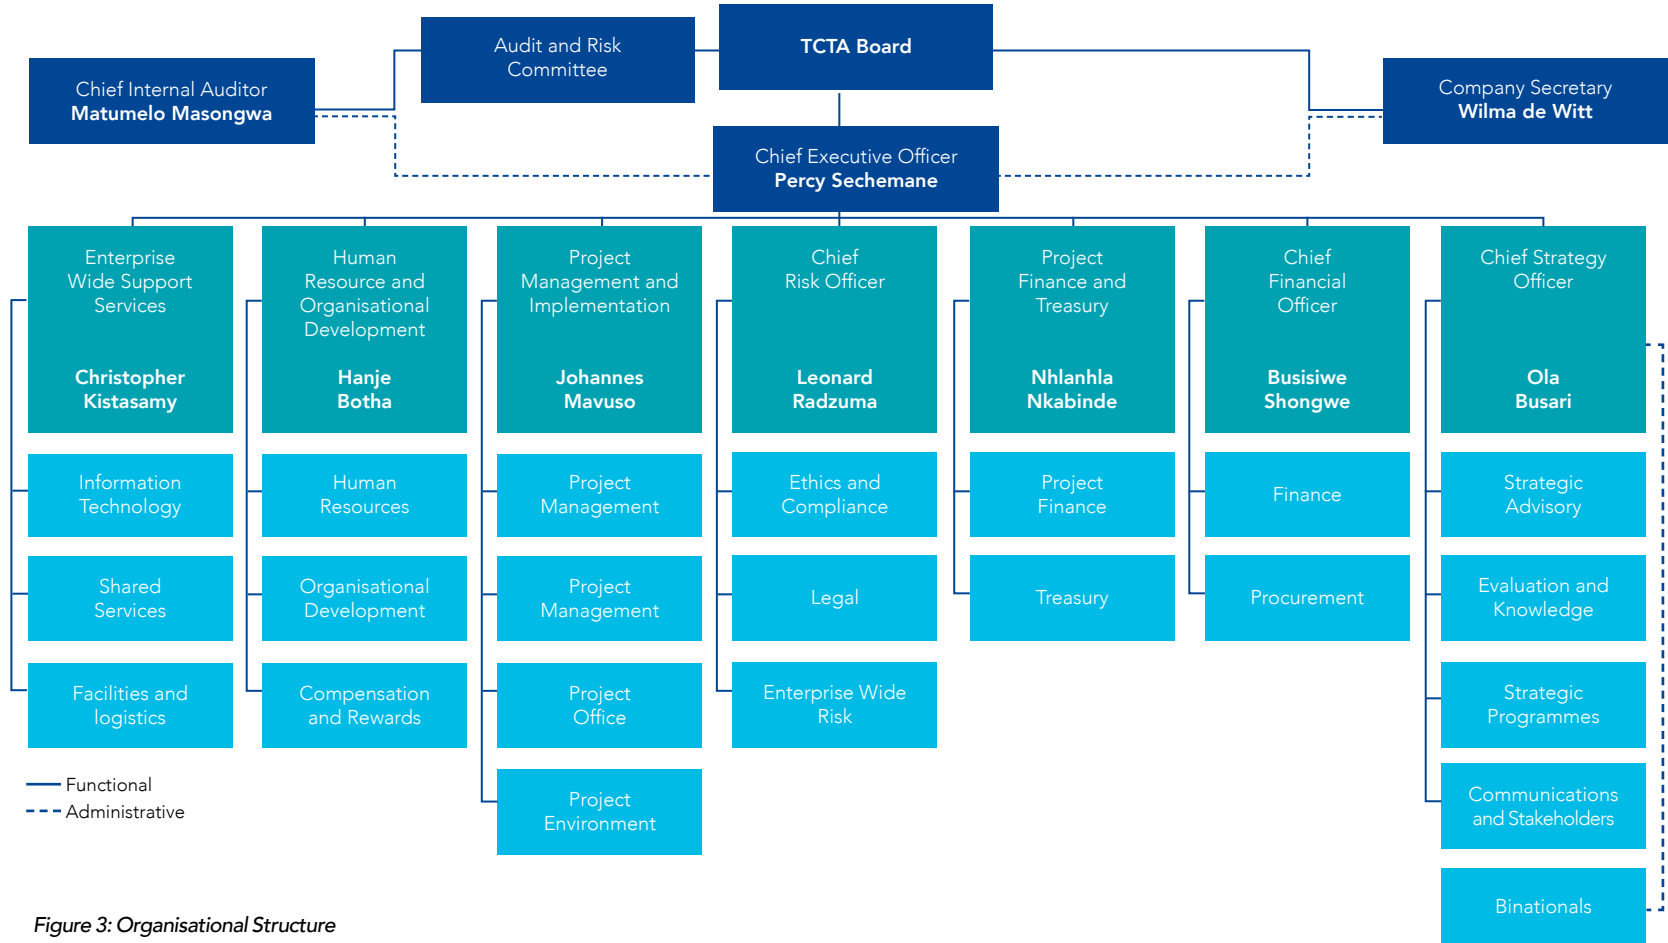 Audit and Risk
Committee
TCTA Board
Chief Internal Auditor
Matumelo Masongwa
Company Secretary
Wilma de Witt
Chief Executive Officer
Percy Sechemane
Enterprise
Wide Support
Services
Christopher
Kistasamy
Information
Technology
Shared
Services
Facilities and
logistics
Human
Resource and
Organisational
Development
Hanje
Botha
Human
Resources
Organisational
Development
Compensation
and Rewards
Project
Management and
Implementation
Johannes
Mavuso
Project
Management
Project
Management
Project
Office
Project
Environment
Chief
Risk Officer
Leonard
Radzuma
Ethics and
Compliance
Legal
Enterprise Wide
Risk
Project
Finance and
Treasury
Nhlanhla
Nkabinde
Project
Finance
Treasury
Chief
Financial
Officer
Busisiwe
Shongwe
Finance
Procurement
Chief Strategy
Officer
Ola
Busari
Strategic
Advisory
Evaluation and
Knowledge
Strategic
Programmes
Communications
and Stakeholders
Binationals
Functional
Administrative
Figure 3: Organisational Structure